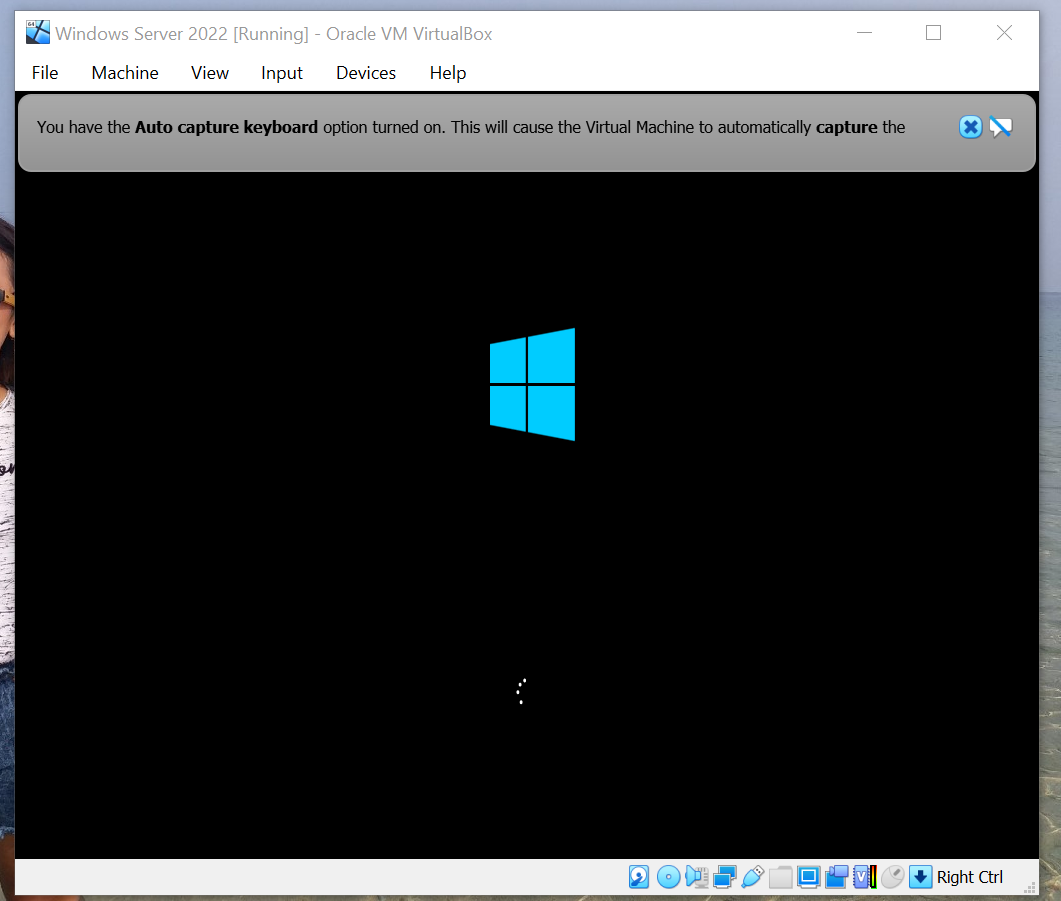 Windows Server 2022 [Running] - Oracle VM VirtualBox
File Machine View Input Devices Help
You have the Auto capture keyboard option turned on. This will cause the Virtual Machine to automatically capture the
Right Ctrl